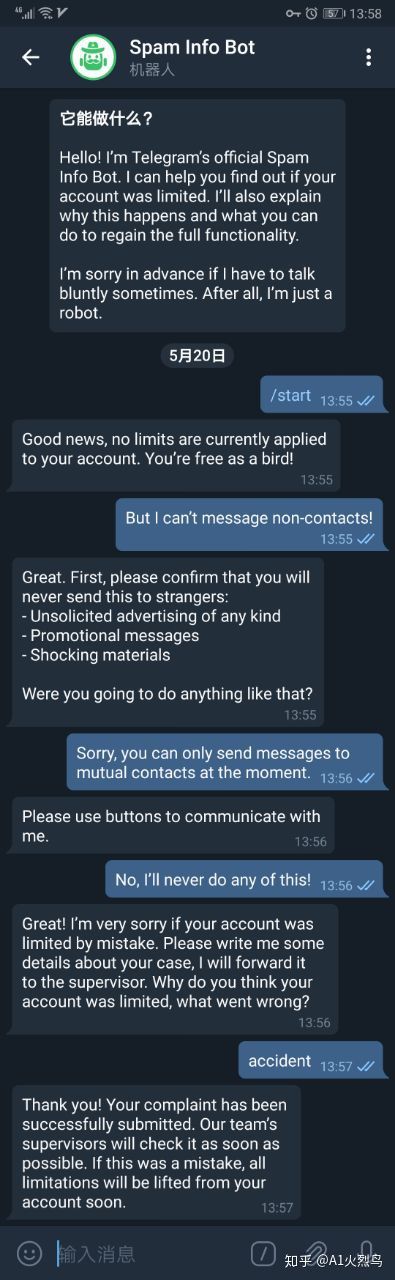 4G
57
13:58
Spam Info Bot
机器人
它能做什么?
Hello! I'm Telegram's official Spam
Info Bot. I can help you find out if your
account was limited. I'll also explain
why this happens and what you can
do to regain the full functionality.
I'm sorry in advance if I have to talk
bluntly sometimes. After all, I'm just a
robot.
5月20日
/start 13:55
Good news, no limits are currently applied
to your account. You're free as a bird!
13:55
But I can't message non-contacts!
13:55
Great. First, please confirm that you will
never send this to strangers:
- Unsolicited advertising of any kind
- Promotional messages
- Shocking materials
Were you going to do anything like that?
13:55
Sorry, you can only send messages to
mutual contacts at the moment. 13:56
Please use buttons to communicate with
me. 13:56
No, I'll never do any of this! 13:56
Great! I'm very sorry if your account was
limited by mistake. Please write me some
details about your case, I will forward it
to the supervisor. Why do you think your
account was limited, what went wrong?
13:56
accident 13:57
Thank you! Your complaint has been
successfully submitted. Our team's
supervisors will check it as soon as
possible. If this was a mistake, all
limitations will be lifted from your
account soon. 13:57
输入消息
知乎 @A1火烈鸟